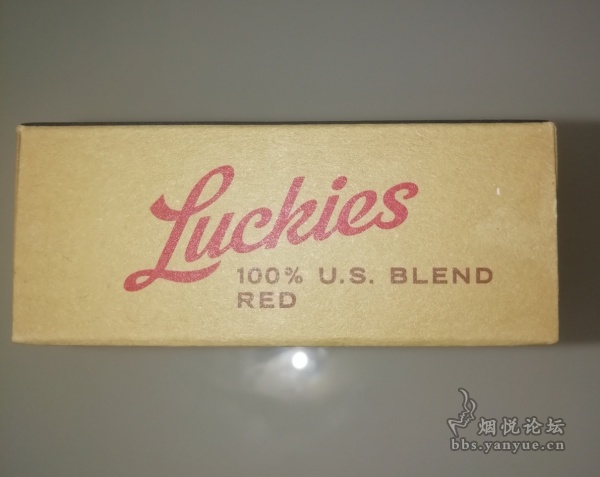 Luckies
100% U.S. BLEND
RED
烟悦论坛
bbs.yanyue.cn